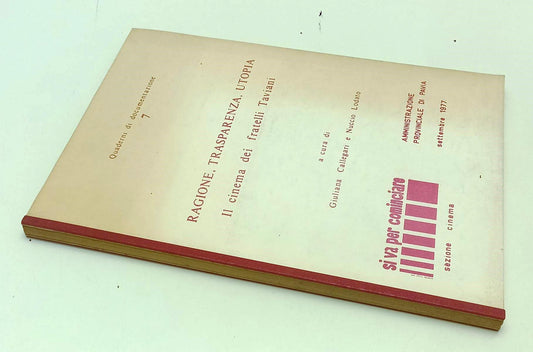 Quaderni di documentazione
7
RAGIONE, TRASPARENZA, UTOPIA
Il cinema dei fratelli Taviani
a cura di
Giuliana Callegari e Nuccio Lodato
AMMINISTRAZIONE
PROVINCIALE DI PAVIA
settembre 1977
si va per cominciare
sezione cinema